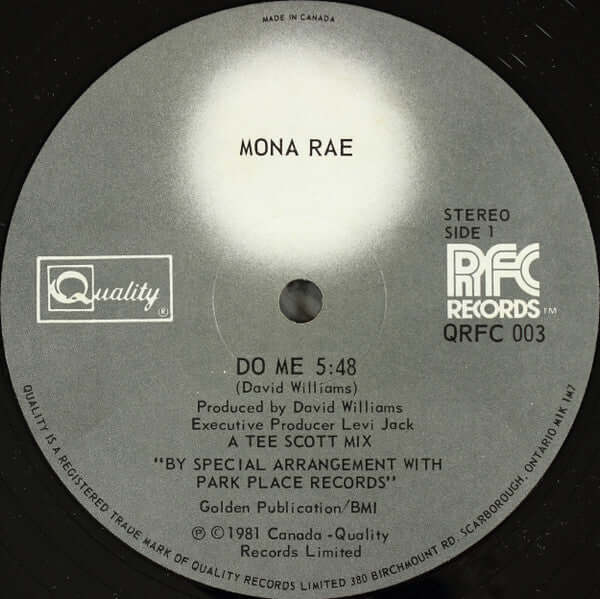 MADE IN CANADA
MONA RAE
STEREO
SIDE 1
RFC
RECORDS™
QRFC 003
Quality®
DO ME 5:48
(David Williams)
Produced by David Williams
Executive Producer Levi Jack
A TEE SCOTT MIX
"BY SPECIAL ARRANGEMENT WITH
PARK PLACE RECORDS"
Golden Publication/BMI
℗ © 1981 Canada -Quality
Records Limited
QUALITY IS A REGISTERED TRADE MARK OF QUALITY RECORDS LIMITED 380 BIRCHMOUNT RD. SCARBOROUGH, ONTARIO M1K 1M7